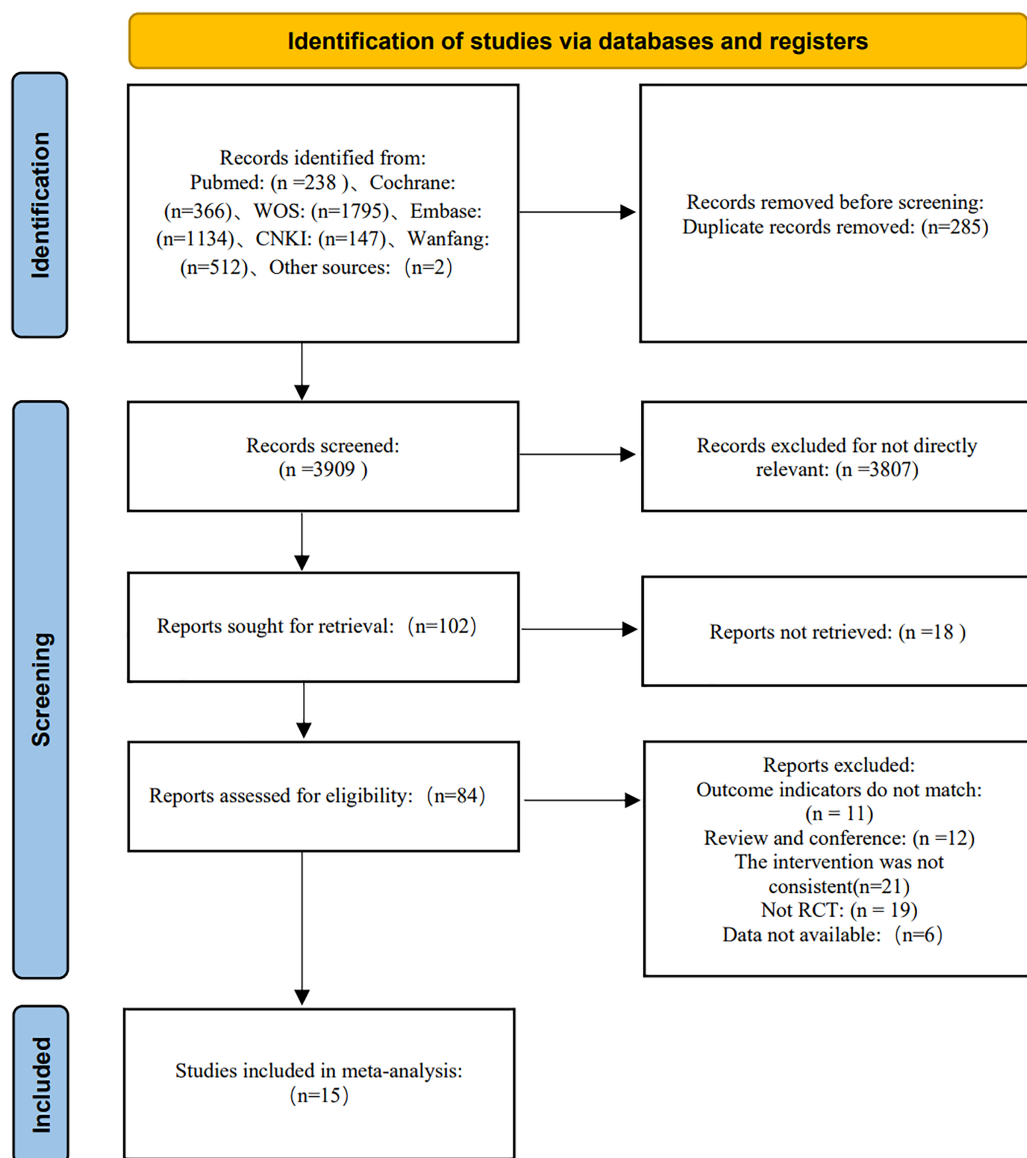 Identification of studies via databases and registers
Identification
Records identified from:
Pubmed: (n =238 )、Cochrane:
(n=366)、WOS: (n=1795)、Embase:
(n=1134)、CNKI: (n=147)、Wanfang:
(n=512)、Other sources:（n=2）
Records removed before screening:
Duplicate records removed: (n=285)
Screening
Records screened:
(n =3909 )
Records excluded for not directly
relevant: (n =3807)
Reports sought for retrieval:（n=102）
Reports not retrieved: (n =18 )
Reports assessed for eligibility:（n=84）
Reports excluded:
Outcome indicators do not match:
(n = 11)
Review and conference: (n =12)
The intervention was not
consistent(n=21)
Not RCT: (n = 19)
Data not available:（n=6）
Included
Studies included in meta-analysis:
（n=15）